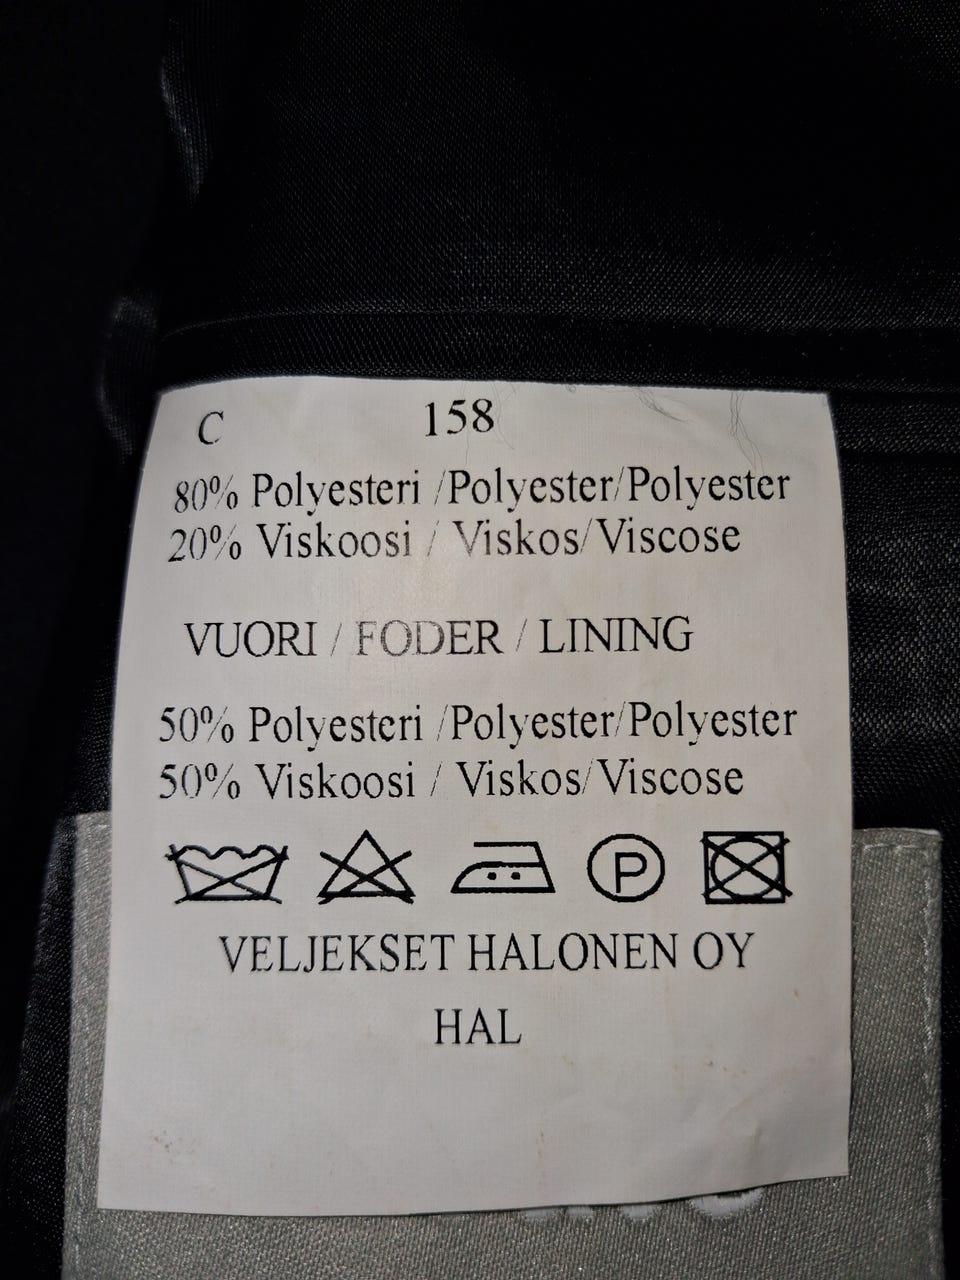 C 158
80% Polyesteri /Polyester/Polyester
20% Viskoosi / Viskos/Viscose
VUORI / FODER / LINING
50% Polyesteri /Polyester/Polyester
50% Viskoosi / Viskos/Viscose
P
VELJEKSET HALONEN OY
HAL